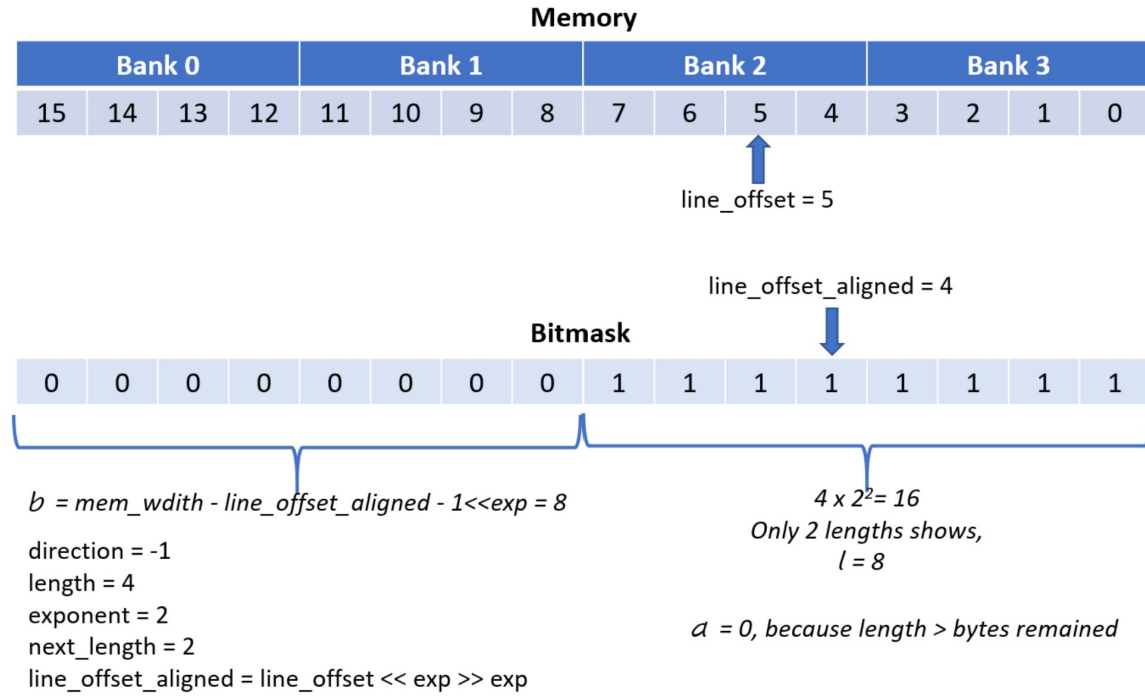 Memory
Bank 0 Bank 1 Bank 2 Bank 3
15 14 13 12 11 10 9 8 7 6 5 4 3 2 1 0
line_offset = 5
line_offset_aligned = 4
Bitmask
0 0 0 0 0 0 0 0 1 1 1 1 1 1 1 1
b = mem_wdith - line_offset_aligned - 1<<exp = 8
direction = -1
length = 4
exponent = 2
next_length = 2
line_offset_aligned = line_offset << exp >> exp
4 x 2²= 16
Only 2 lengths shows,
l = 8
a = 0, because length > bytes remained